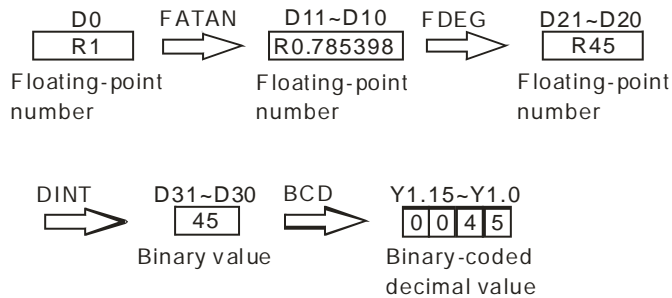 D0 FATAN D11~D10 FDEG D21~D20
R1 R0.785398 R45
Floating-point number Floating-point number Floating-point number
DINT D31~D30 BCD Y1.15~Y1.0
45 0 0 4 5
Binary value Binary-coded decimal value